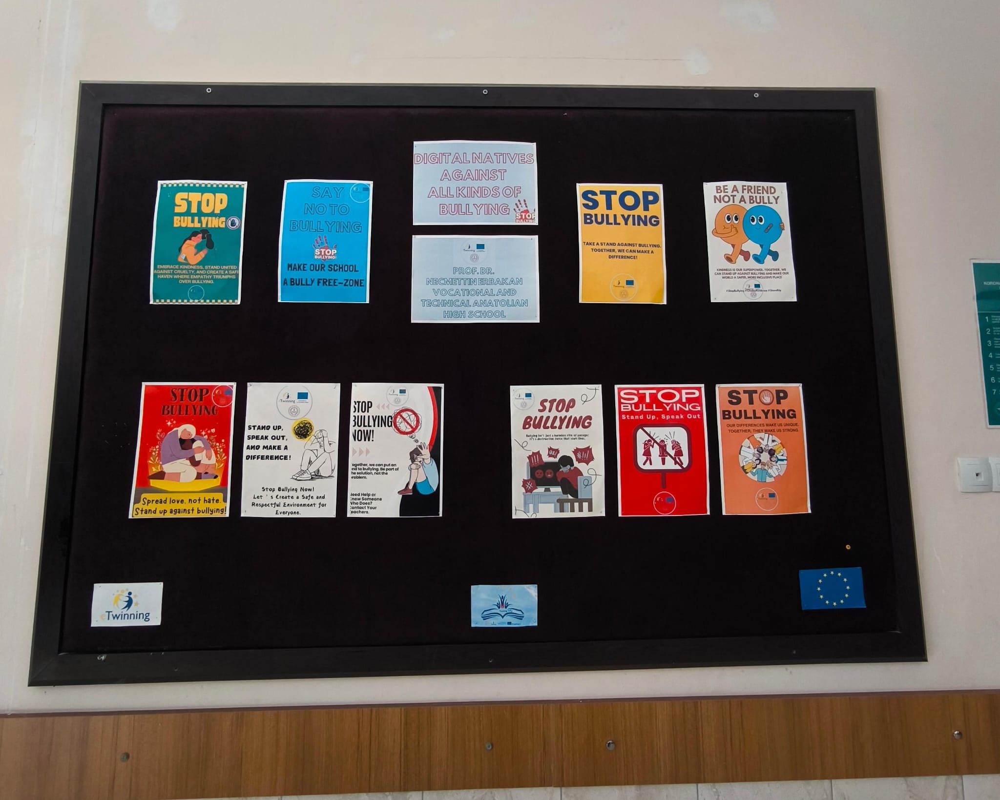 DIGITAL NATIVES
AGAINST
ALL KINDS OF
BULLYING
STOP
BULLYING
STOP
BULLYING
EMBRACE KINDNESS, STAND UNITED
AGAINST CRUELTY, AND CREATE A SAFE
HAVEN WHERE EMPATHY TRIUMPHS
OVER BULLYING.
SAY
NO TO
BULLYING
STOP
BULLYING!
MAKE OUR SCHOOL
A BULLY FREE-ZONE
Twinning
PROF. DR.
NECMETTIN ERBAKAN
VOCATIONAL AND
TECHNICAL ANATOLIAN
HIGH SCHOOL
STOP
BULLYING
TAKE A STAND AGAINST BULLYING.
TOGETHER, WE CAN MAKE A
DIFFERENCE!
Twinning
BE A FRIEND
NOT A BULLY
KINDNESS IS OUR SUPERPOWER, TOGETHER, WE
CAN STAND UP AGAINST BULLYING AND MAKE OUR
WORLD A SAFER, MORE INCLUSIVE PLACE
#StopBullying #StandUp
STOP
BULLYING
Spread love, not hate.
Stand up against bullying!
Twinning
STAND UP,
SPEAK OUT,
AND MAKE A
DIFFERENCE!
Stop Bullying Now!
Let 's Create a Safe and
Respectful Environment for
Everyone.
Twinning
STOP
BULLYING
NOW!
ogether, we can put an
nd to bullying. Be part of
he solution, not the
roblem.
Need Help or
Know Someone
Who Does?
Contact Your
eachers.
Twinning
STOP
BULLYING
Bullying isn't just a harmless rite of passage:
it's a destructive force that scars lives.
!!!
@&!
#!!!
#
STOP
BULLYING
Stand Up, Speak Out
STOP
BULLYING
OUR DIFFERENCES MAKE US UNIQUE.
TOGETHER, THEY MAKE US STRONG
Twinning
eTwinning
KORONA
1
2
3
4
5
6
7